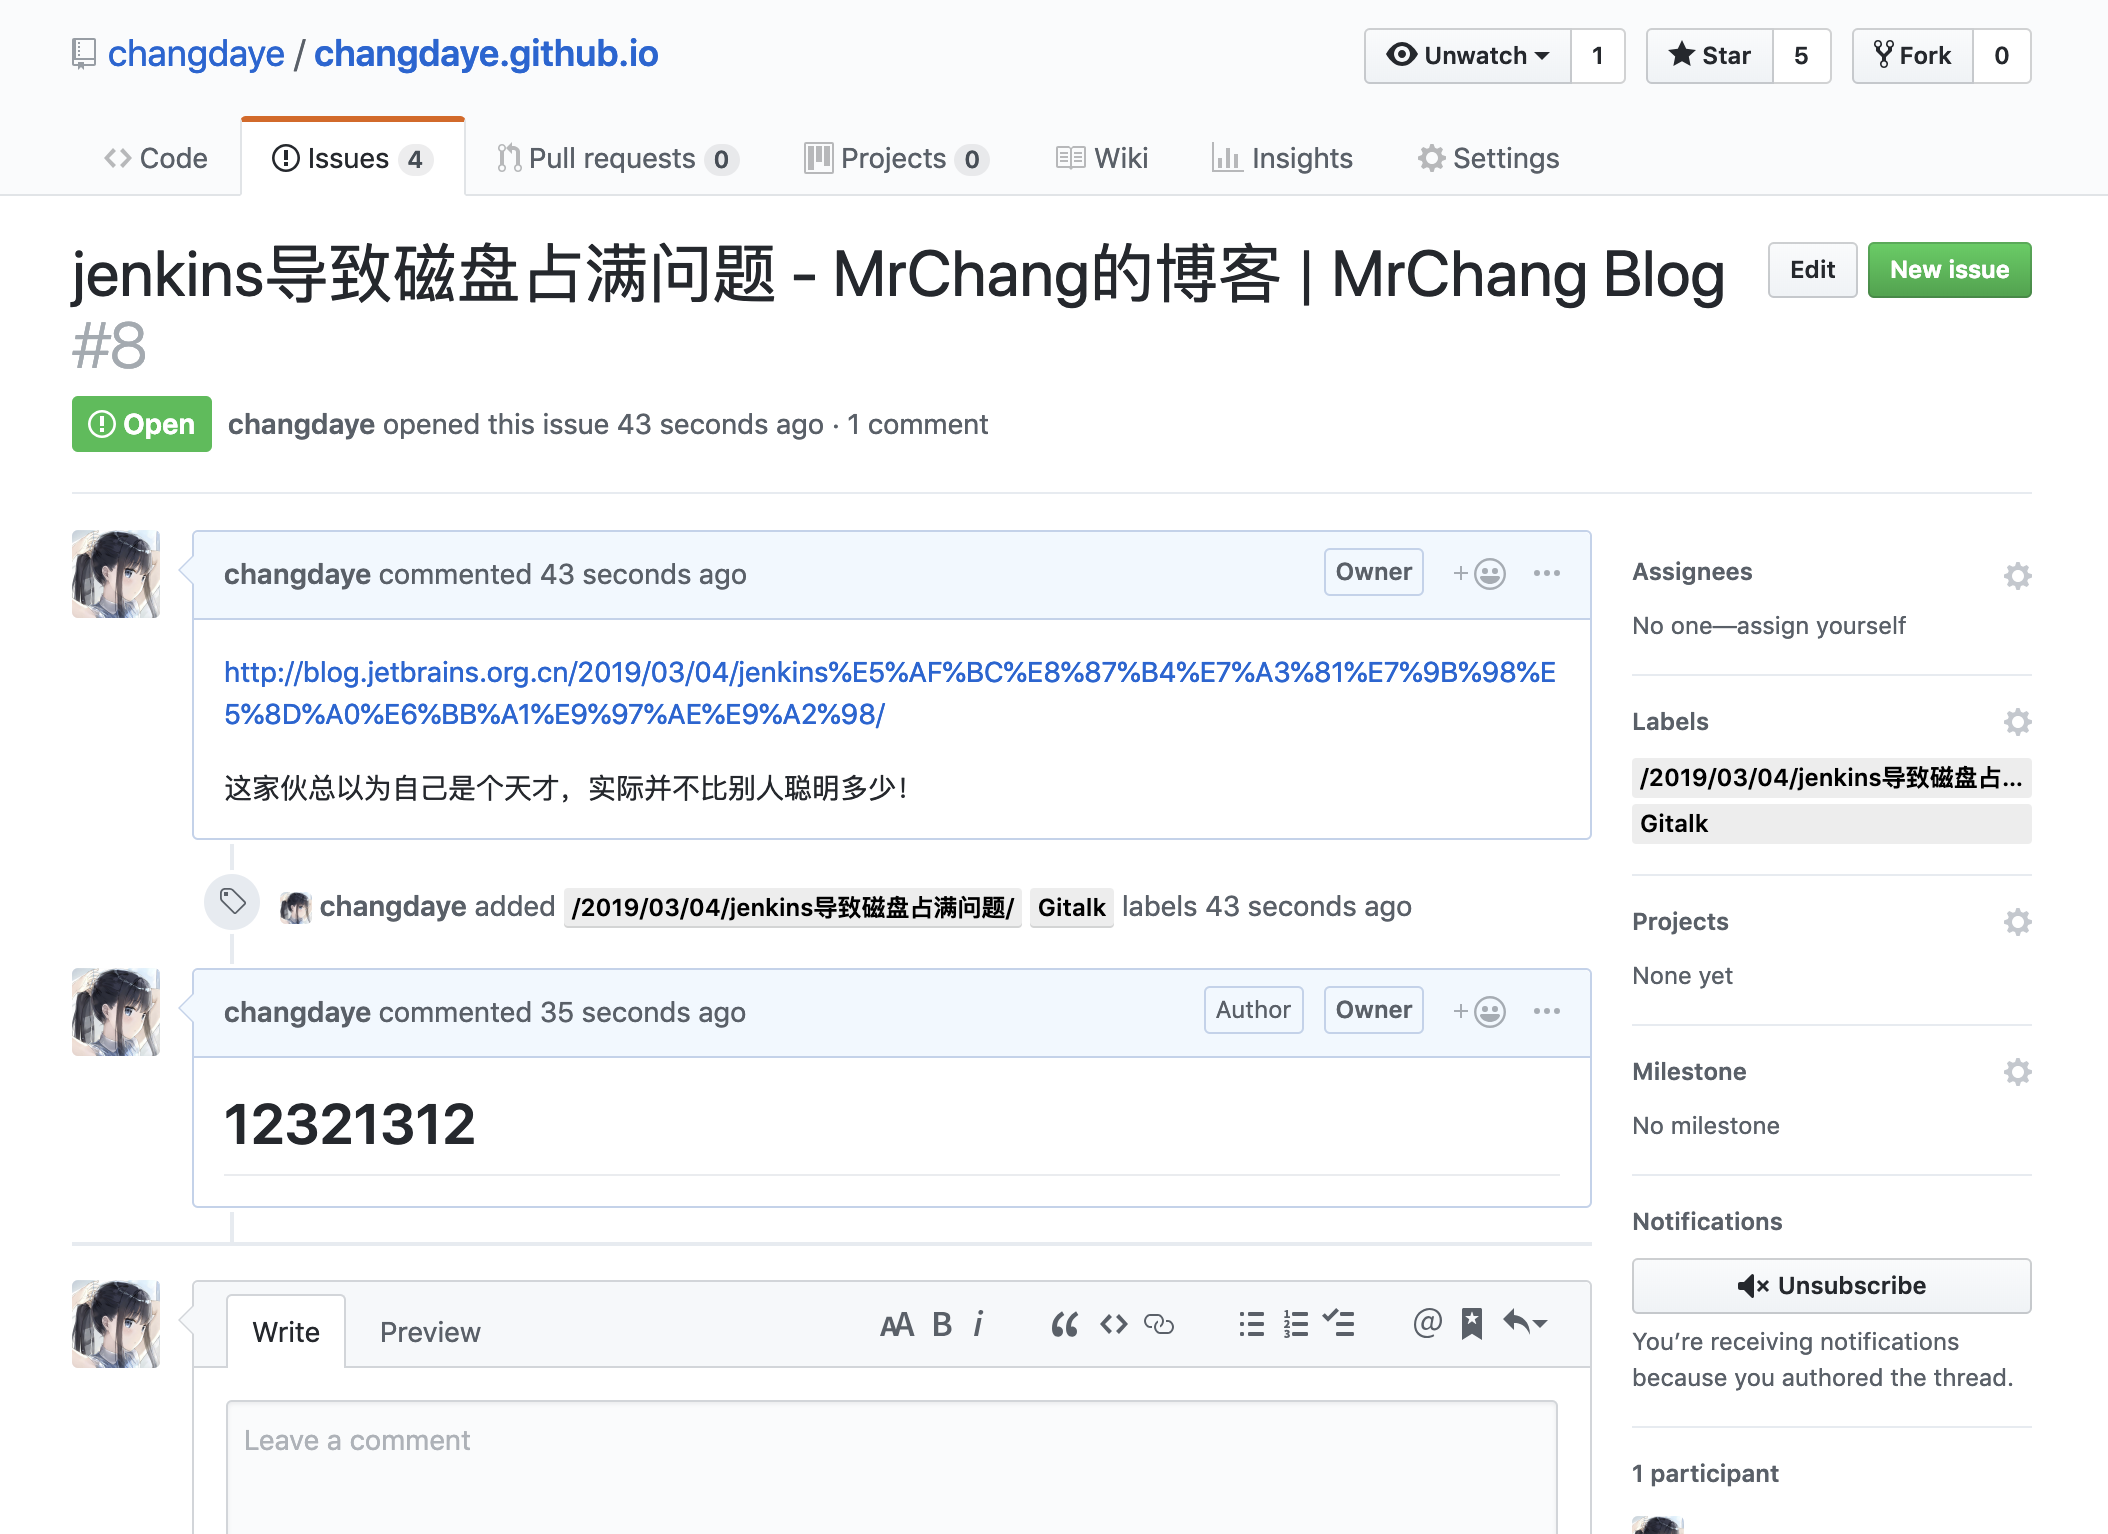 changdaye / changdaye.github.io
Unwatch 1
Star 5
Fork 0
Code
Issues 4
Pull requests 0
Projects 0
Wiki
Insights
Settings
jenkins导致磁盘占满问题 - MrChang的博客 | MrChang Blog
#8
Edit
New issue
Open
changdaye opened this issue 43 seconds ago · 1 comment
changdaye commented 43 seconds ago
Owner
http://blog.jetbrains.org.cn/2019/03/04/jenkins%E5%AF%BC%E8%87%B4%E7%A3%81%E7%9B%98%E
5%8D%A0%E6%BB%A1%E9%97%AE%E9%A2%98/
这家伙总以为自己是个天才，实际并不比别人聪明多少！
changdaye added /2019/03/04/jenkins导致磁盘占满问题/ Gitalk labels 43 seconds ago
changdaye commented 35 seconds ago
Author
Owner
12321312
Write
Preview
Leave a comment
Assignees
No one—assign yourself
Labels
/2019/03/04/jenkins导致磁盘占...
Gitalk
Projects
None yet
Milestone
No milestone
Notifications
Unsubscribe
You’re receiving notifications
because you authored the thread.
1 participant